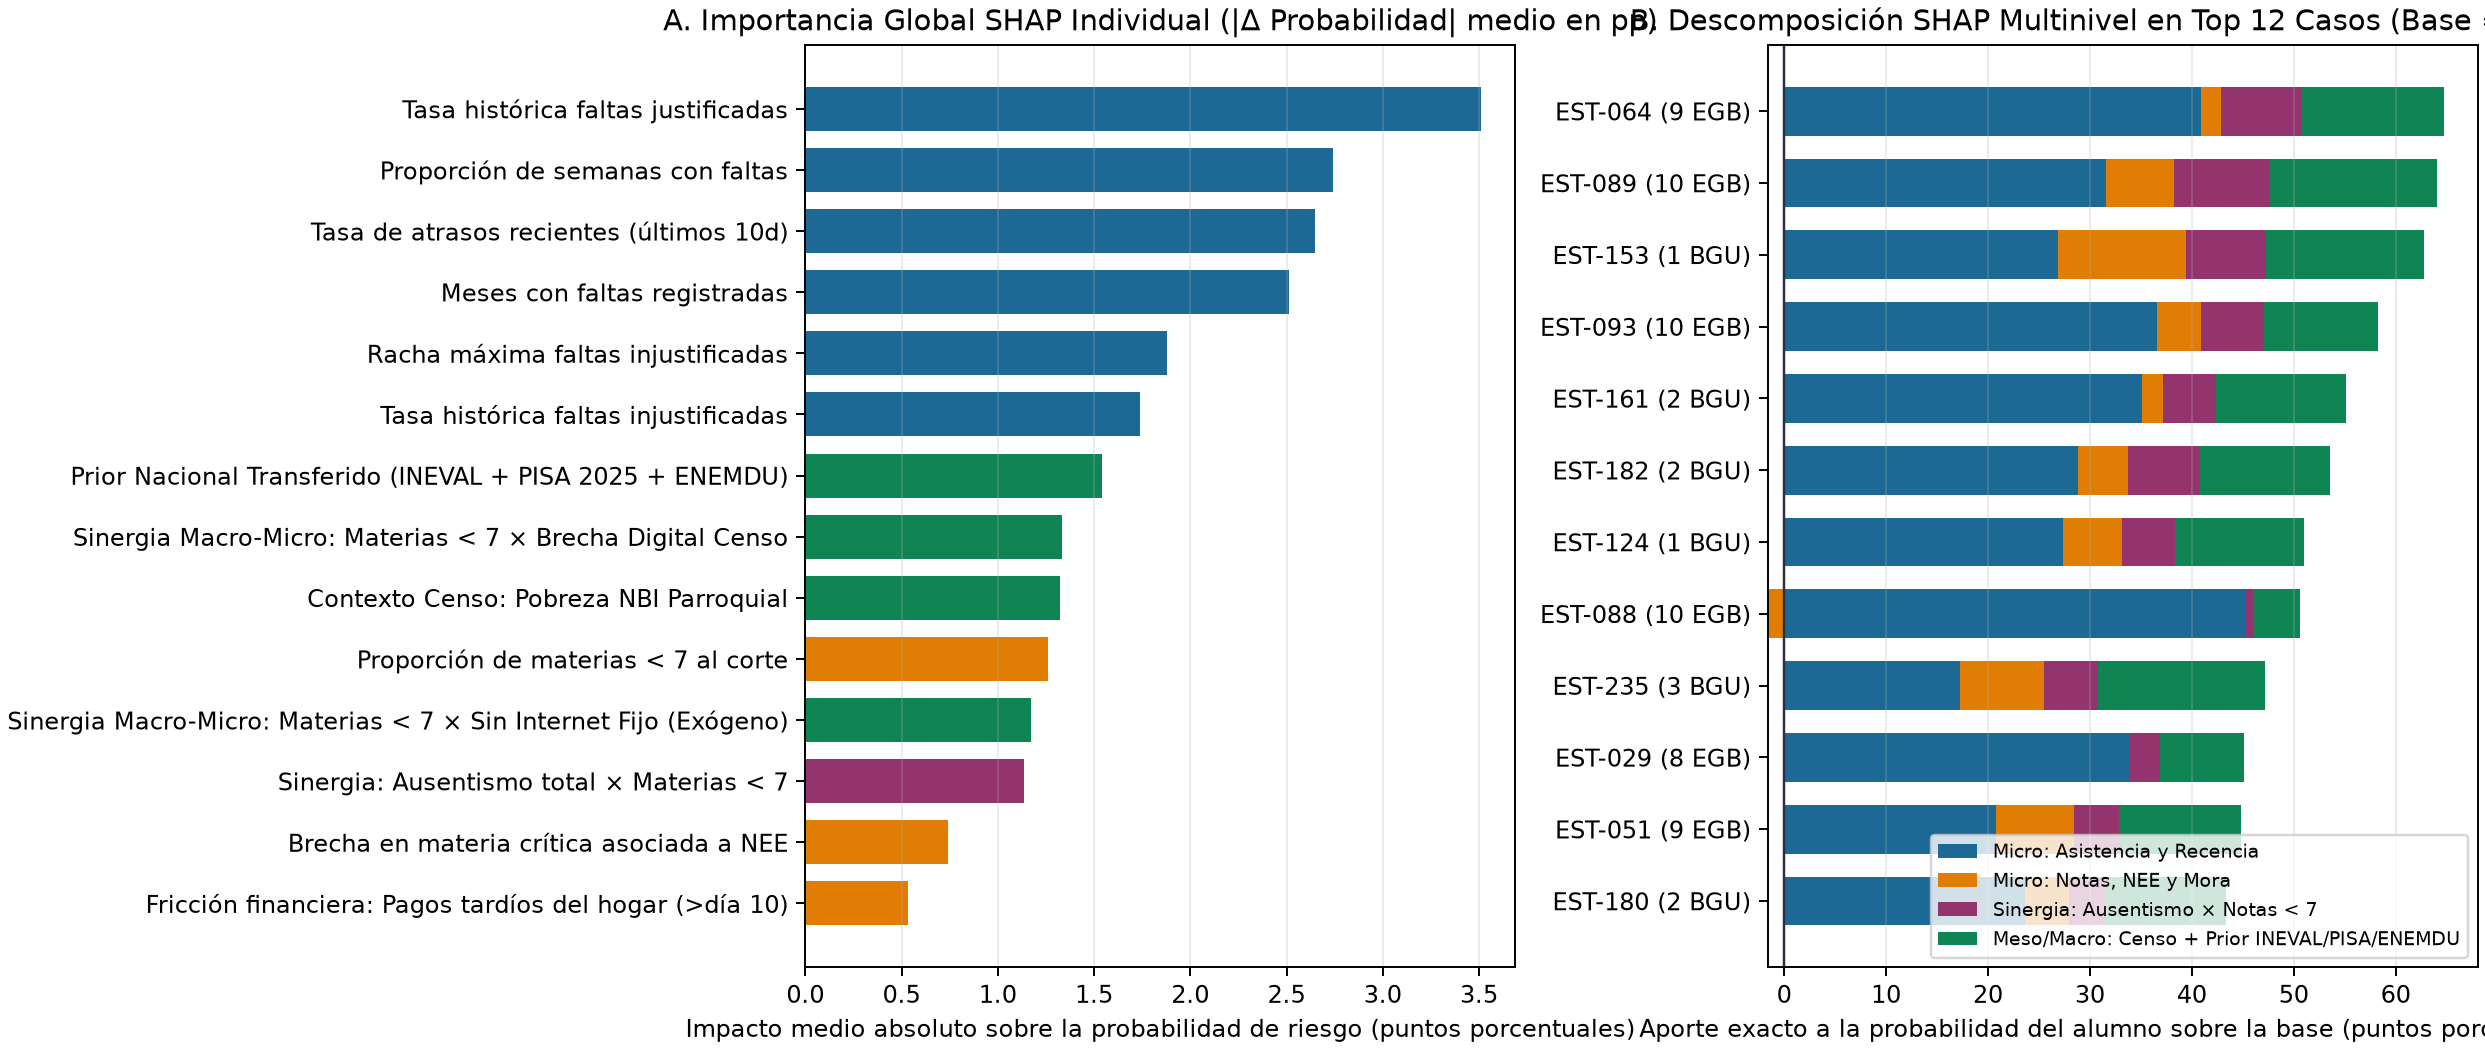 A. Importancia Global SHAP Individual (|Δ Probabilidad| medio en pp)
Tasa histórica faltas justificadas
Proporción de semanas con faltas
Tasa de atrasos recientes (últimos 10d)
Meses con faltas registradas
Racha máxima faltas injustificadas
Tasa histórica faltas injustificadas
Prior Nacional Transferido (INEVAL + PISA 2025 + ENEMDU)
Sinergia Macro-Micro: Materias < 7 × Brecha Digital Censo
Contexto Censo: Pobreza NBI Parroquial
Proporción de materias < 7 al corte
Sinergia Macro-Micro: Materias < 7 × Sin Internet Fijo (Exógeno)
Sinergia: Ausentismo total × Materias < 7
Brecha en materia crítica asociada a NEE
Fricción financiera: Pagos tardíos del hogar (>día 10)
0.0 0.5 1.0 1.5 2.0 2.5 3.0 3.5
Impacto medio absoluto sobre la probabilidad de riesgo (puntos porcentuales)
B. Descomposición SHAP Multinivel en Top 12 Casos (Base
EST-064 (9 EGB)
EST-089 (10 EGB)
EST-153 (1 BGU)
EST-093 (10 EGB)
EST-161 (2 BGU)
EST-182 (2 BGU)
EST-124 (1 BGU)
EST-088 (10 EGB)
EST-235 (3 BGU)
EST-029 (8 EGB)
EST-051 (9 EGB)
EST-180 (2 BGU)
Micro: Asistencia y Recencia
Micro: Notas, NEE y Mora
Sinergia: Ausentismo × Notas < 7
Meso/Macro: Censo + Prior INEVAL/PISA/ENEMDU
0 10 20 30 40 50 60
Aporte exacto a la probabilidad del alumno sobre la base (puntos